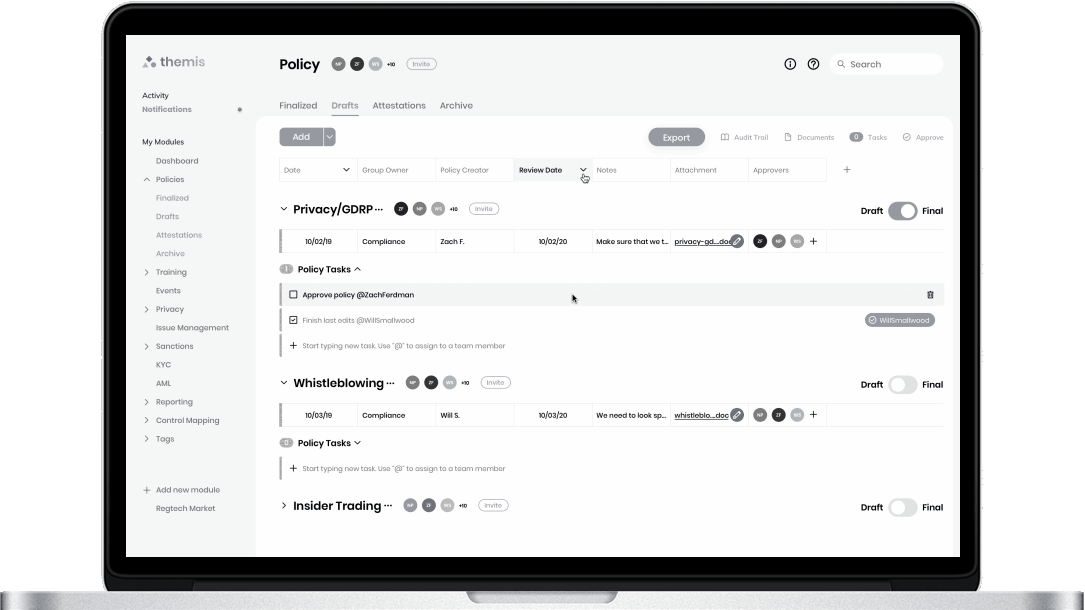 themis
Activity
Notifications
My Modules
Dashboard
Policies
Finalized
Drafts
Attestations
Archive
Training
Events
Privacy
Issue Management
Sanctions
KYC
AML
Reporting
Control Mapping
Tags
Add new module
Regtech Market
Policy NP ZF WS +10 Invite
Search
Finalized Drafts Attestations Archive
Add
Export Audit Trail Documents 0 Tasks Approve
Date Group Owner Policy Creator Review Date Notes Attachment Approvers
Privacy/GDRP ··· ZF NP WS +10 Invite Draft Final
10/02/19 Compliance Zach F. 10/02/20 Make sure that we t... privacy-gd....doc ZF NP WS
1 Policy Tasks
Approve policy @ZachFerdman
Finish last edits @WillSmallwood WillSmallwood
Start typing new task. Use "@" to assign to a team member
Whistleblowing ··· NP ZF WS +10 Invite Draft Final
10/03/19 Compliance Will S. 10/03/20 We need to look sp... whistleblo....doc NP ZF WS
0 Policy Tasks
Start typing new task. Use "@" to assign to a team member
Insider Trading ··· NP ZF WS +10 Invite Draft Final